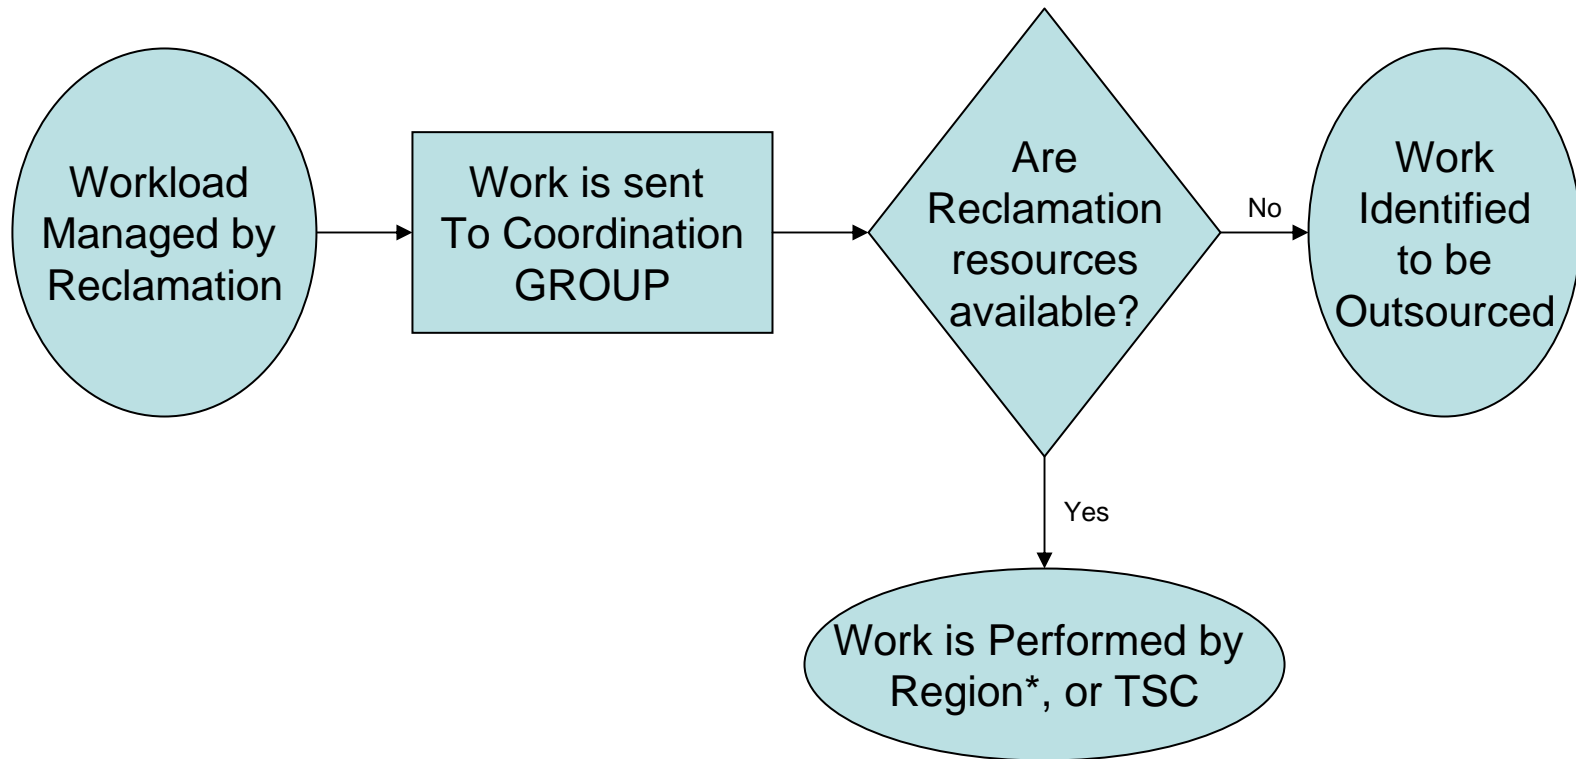 Workload
Managed by
Reclamation
Work is sent
To Coordination
GROUP
Are
Reclamation
resources
available?
No
Work
Identified
to be
Outsourced
Yes
Work is Performed by
Region*, or TSC